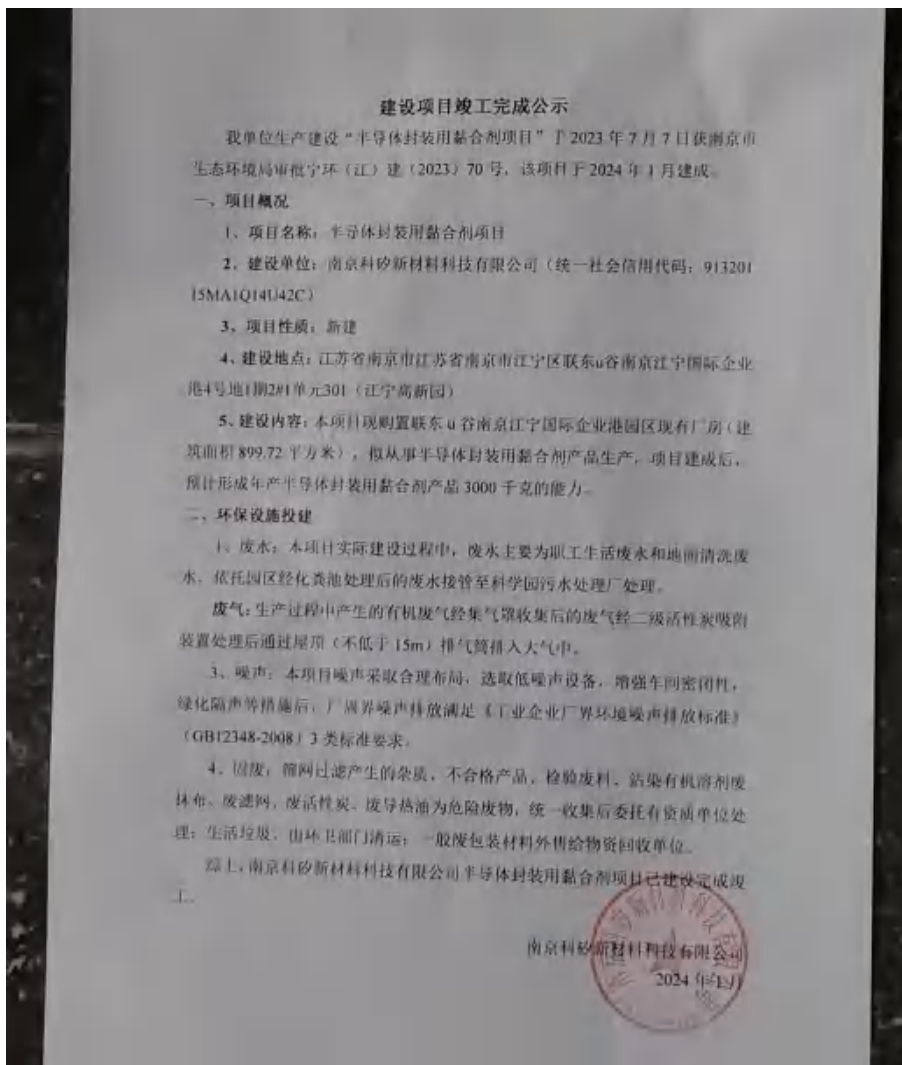 建设项目竣工完成公示
我单位生产建设“半导体封装用黏合剂项目”于2023年7月7日获南京市
生态环境局审批宁环（江）建（2023）70号，该项目于2024年1月建成。
一、项目概况
1、项目名称：半导体封装用黏合剂项目
2、建设单位：南京科矽新材料科技有限公司（统一社会信用代码：913201
15MA1Q14U42C）
3、项目性质：新建
4、建设地点：江苏省南京市江苏省南京市江宁区联东u谷南京江宁国际企业
港4号地1期2#1单元301（江宁高新园）
5、建设内容：本项目现购置联东u谷南京江宁国际企业港园区现有厂房（建
筑面积899.72平方米），拟从事半导体封装用黏合剂产品生产，项目建成后，
预计形成年产半导体封装用黏合剂产品3000千克的能力。
二、环保设施投建
1、废水：本项目实际建设过程中，废水主要为职工生活废水和地面清洗废
水，依托园区经化粪池处理后的废水接管至科学园污水处理厂处理。
废气：生产过程中产生的有机废气经集气罩收集后的废气经二级活性炭吸附
装置处理后通过屋顶（不低于15m）排气筒排入大气中。
3、噪声：本项目噪声采取合理布局，选取低噪声设备，增强车间密闭性，
绿化隔声等措施后，厂周界噪声排放满足《工业企业厂界环境噪声排放标准》
（GB12348-2008）3类标准要求。
4、固废：筛网过滤产生的杂质、不合格产品、检验废料、沾染有机溶剂废
抹布、废滤网、废活性炭、废导热油为危险废物，统一收集后委托有资质单位处
理；生活垃圾，由环卫部门清运；一般废包装材料外售给物资回收单位。
综上，南京科矽新材料科技有限公司半导体封装用黏合剂项目已建设完成竣
工。
南京科矽新材料科技有限公司
2024年1月